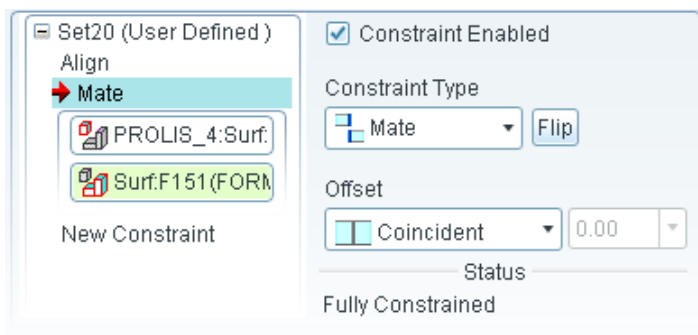 Set20 (User Defined )
Align
Mate
PROLIS_4:Surf:
Surf:F151(FORM
New Constraint
Constraint Enabled
Constraint Type
Mate
Flip
Offset
Coincident
0.00
Status
Fully Constrained